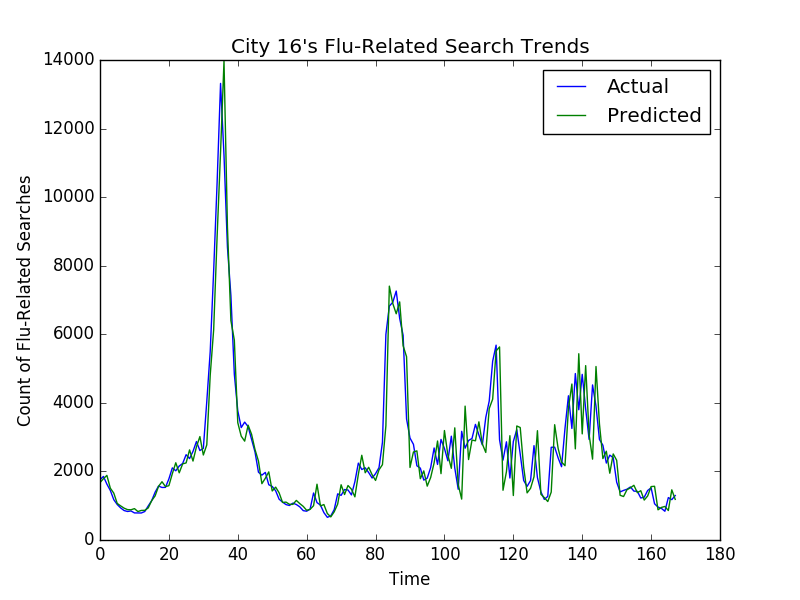 City 16's Flu-Related Search Trends
Actual
Predicted
Count of Flu-Related Searches
14000
12000
10000
8000
6000
4000
2000
0
0 20 40 60 80 100 120 140 160 180
Time